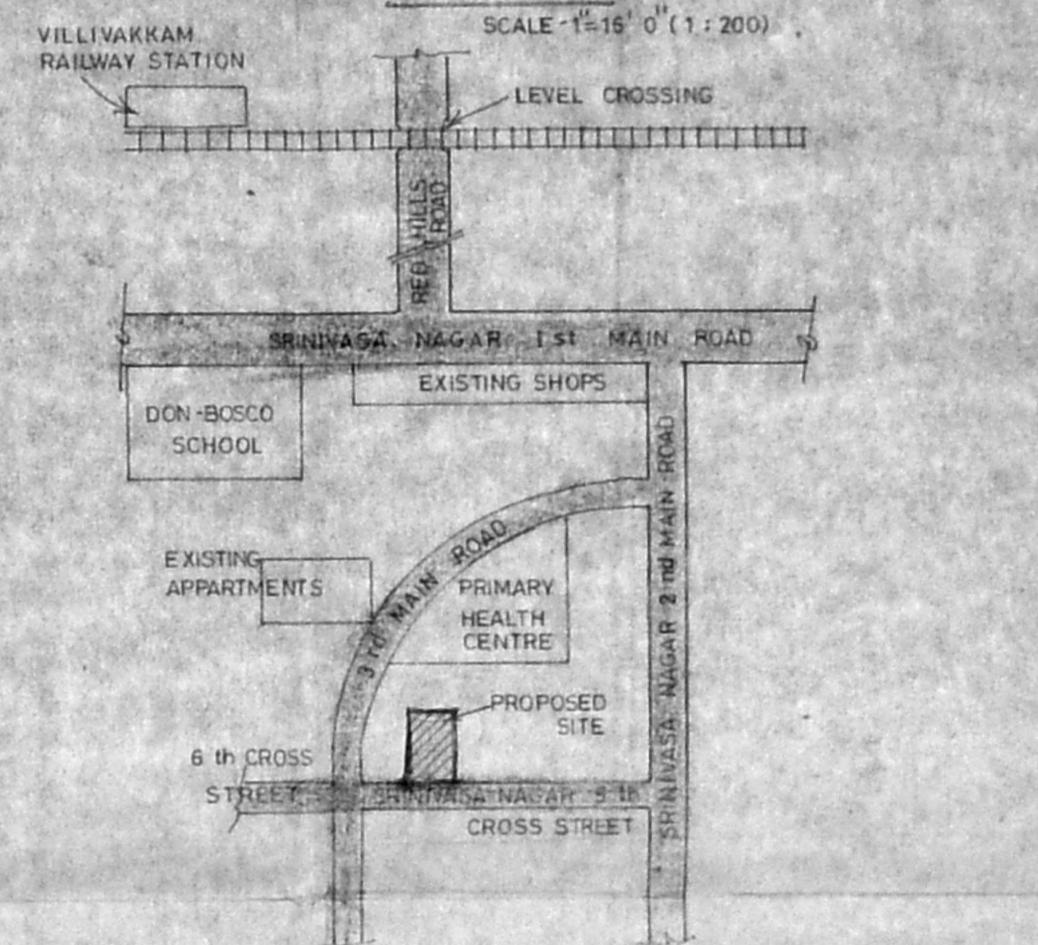 SCALE - 1"=16' 0" (1 : 200)
VILLIVAKKAM
RAILWAY STATION
LEVEL CROSSING
RED HILLS
ROAD
SRINIVASA NAGAR 1st MAIN ROAD
EXISTING SHOPS
DON-BOSCO
SCHOOL
EXISTING
APPARTMENTS
3rd MAIN ROAD
PRIMARY
HEALTH
CENTRE
SRINIVASA NAGAR 2nd MAIN ROAD
PROPOSED
SITE
6 th CROSS
STREET
SRINIVASA NAGAR 5 th
CROSS STREET